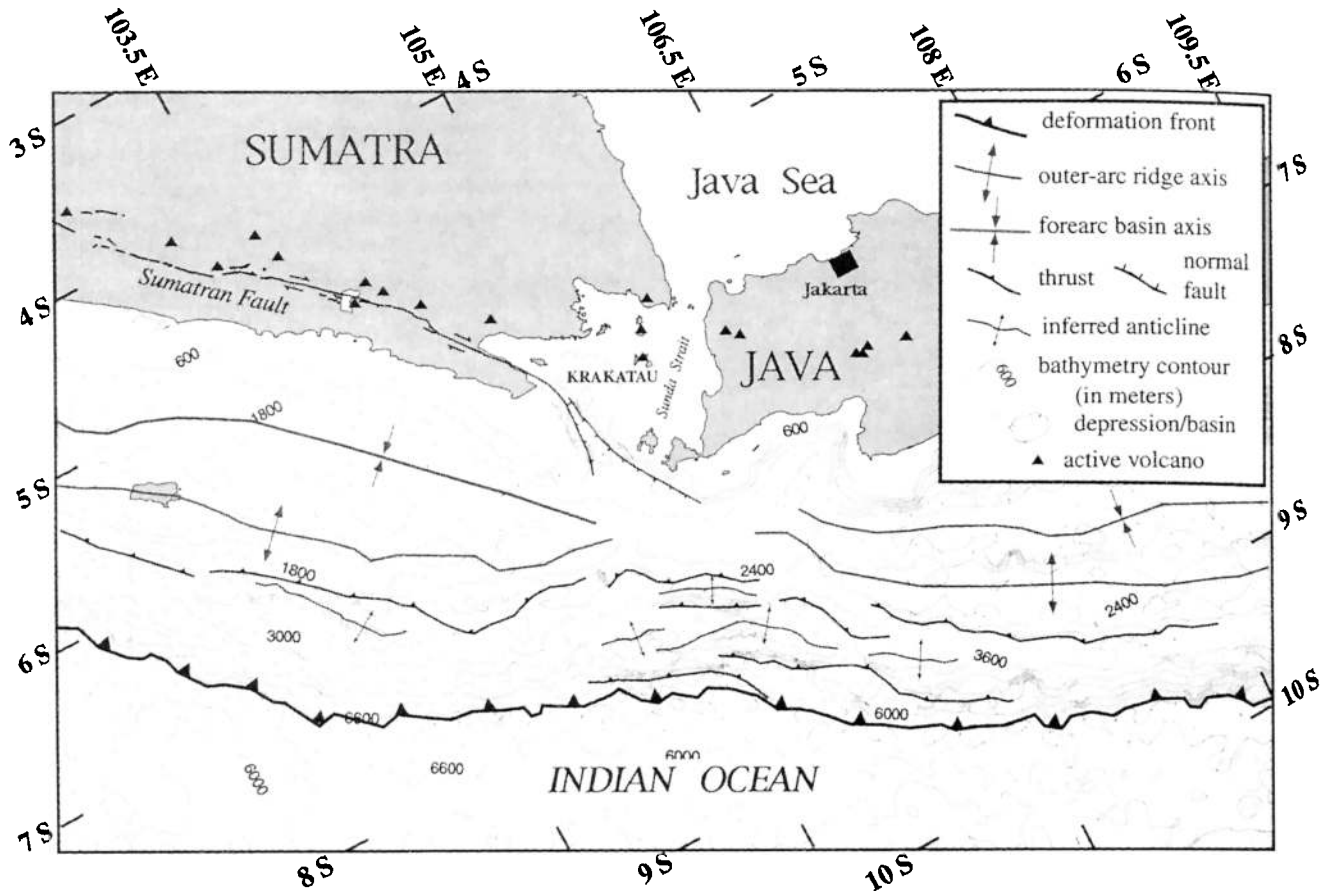 103.5 E
105 E
4 S
106.5 E
5 S
108 E
6 S
109.5 E
3 S
4 S
5 S
6 S
7 S
7 S
8 S
9 S
10 S
8 S
9 S
10 S
SUMATRA
Java Sea
Sumatran Fault
Jakarta
JAVA
KRAKATAU
Sunda Strait
600
600
1800
1800
2400
2400
3000
3600
6600
6000
6000
6600
6000
INDIAN OCEAN
deformation front
outer-arc ridge axis
forearc basin axis
thrust
normal
fault
inferred anticline
600
bathymetry contour
(in meters)
depression/basin
active volcano